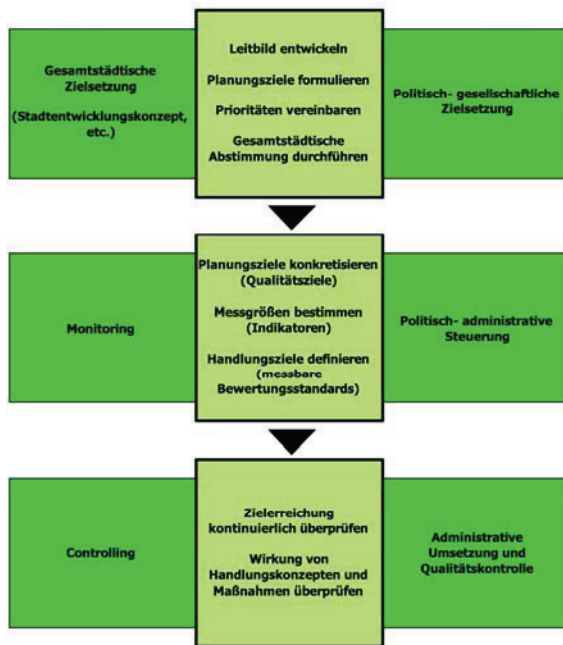 Gesamtstädtische
Zielsetzung
(Stadtentwicklungskonzept,
etc.)
Leitbild entwickeln
Planungsziele formulieren
Prioritäten vereinbaren
Gesamtstädtische
Abstimmung durchführen
Politisch- gesellschaftliche
Zielsetzung
Monitoring
Planungsziele konkretisieren
(Qualitätsziele)
Messgrößen bestimmen
(Indikatoren)
Handlungsziele definieren
(messbare
Bewertungsstandards)
Politisch- administrative
Steuerung
Controlling
Zielerreichung
kontinuierlich überprüfen
Wirkung von
Handlungskonzepten und
Maßnahmen überprüfen
Administrative
Umsetzung und
Qualitätskontrolle